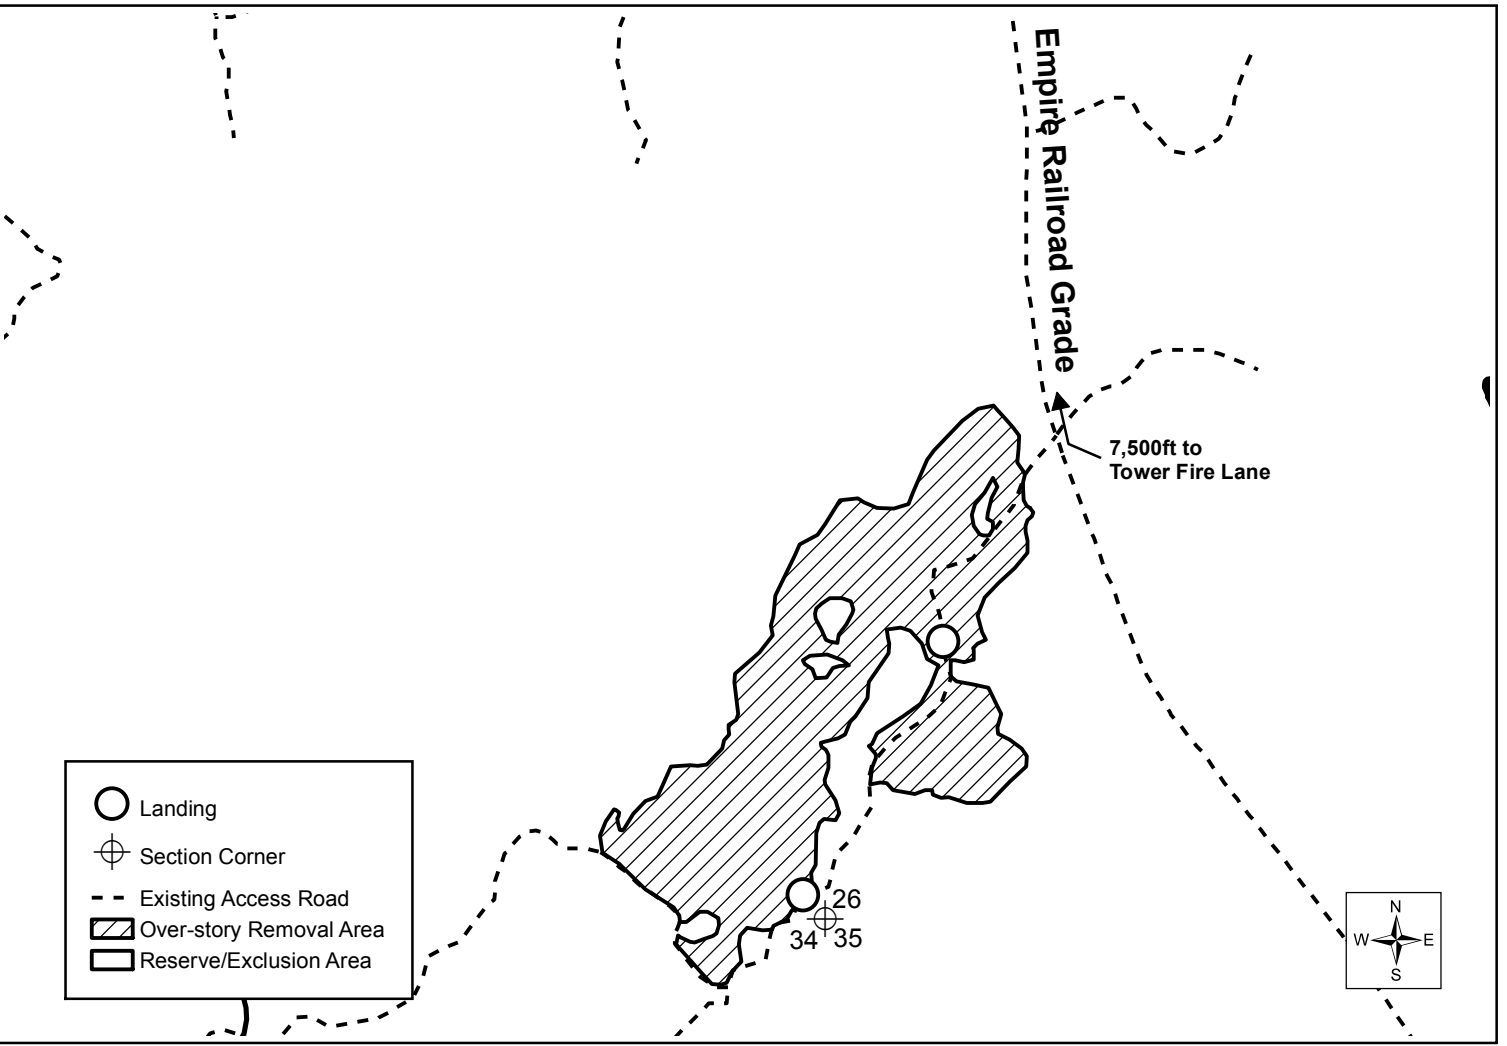 Empire Railroad Grade
7,500ft to
Tower Fire Lane
26
34 35
Landing
Section Corner
Existing Access Road
Over-story Removal Area
Reserve/Exclusion Area
N
W E
S